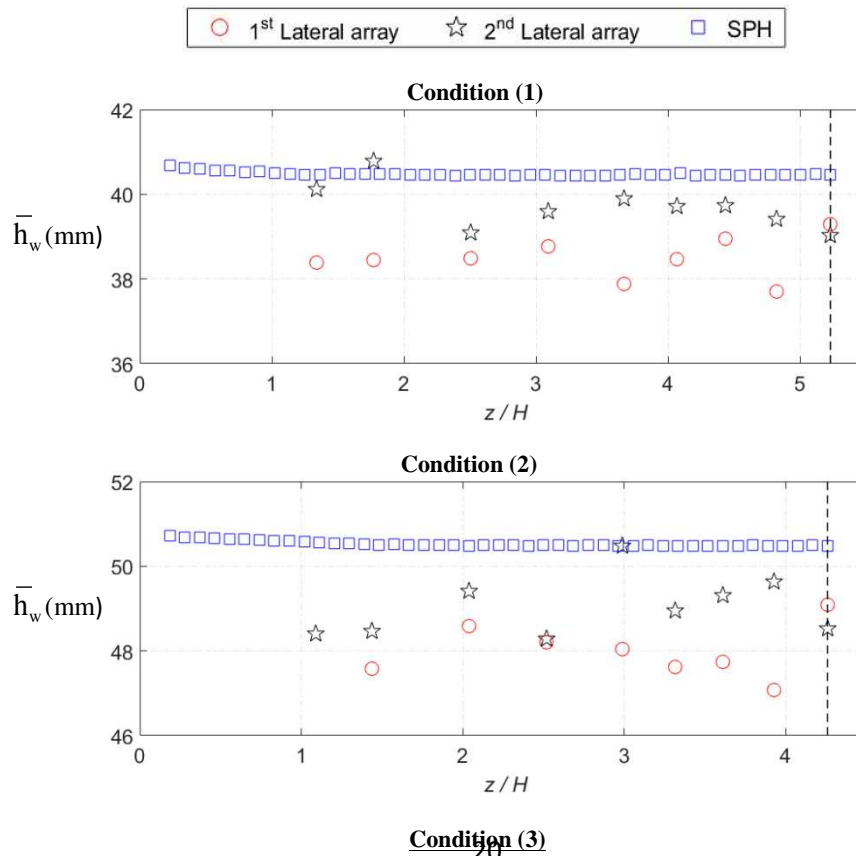 1st Lateral array 2nd Lateral array SPH
Condition (1)
42
40
38
36
h̅w (mm)
0 1 2 3 4 5
z / H
Condition (2)
52
50
48
46
h̅w (mm)
0 1 2 3 4
z / H
Condition (3)
20